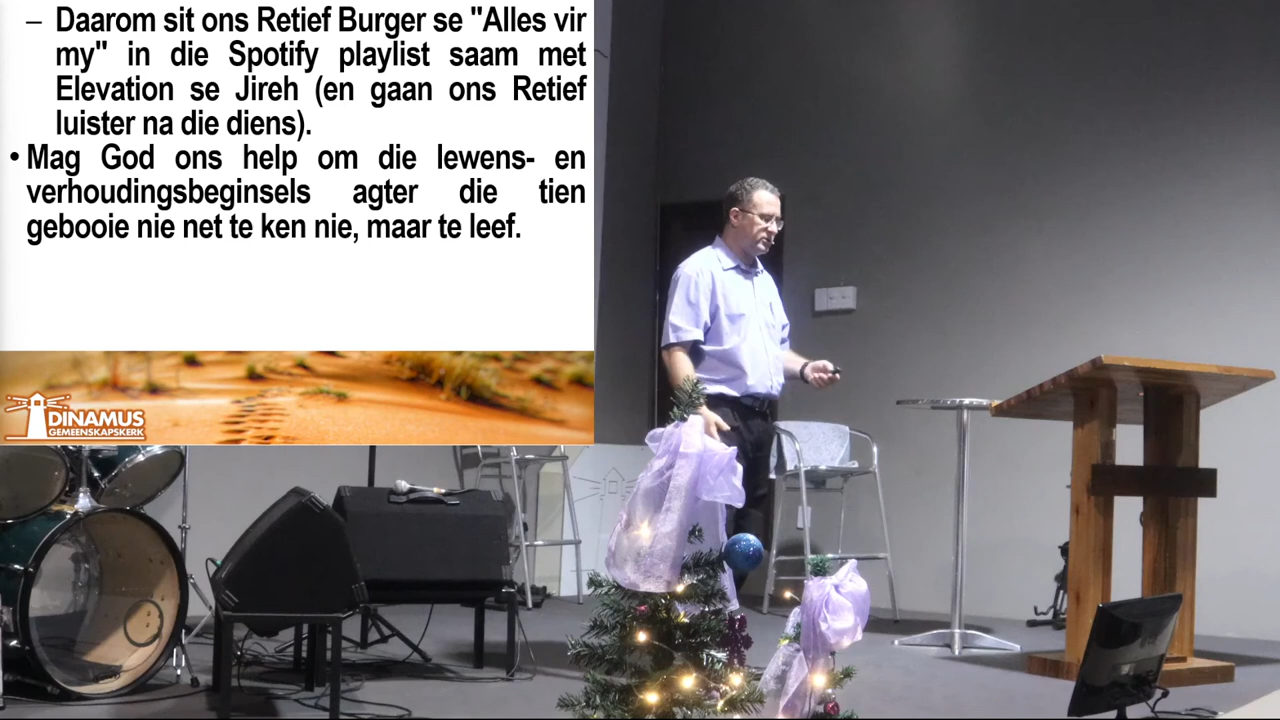 – Daarom sit ons Retief Burger se "Alles vir
my" in die Spotify playlist saam met
Elevation se Jireh (en gaan ons Retief
luister na die diens).
• Mag God ons help om die lewens- en
verhoudingsbeginsels agter die tien
gebooie nie net te ken nie, maar te leef.
DiNAMUS
GEMEENSKAPSKERK